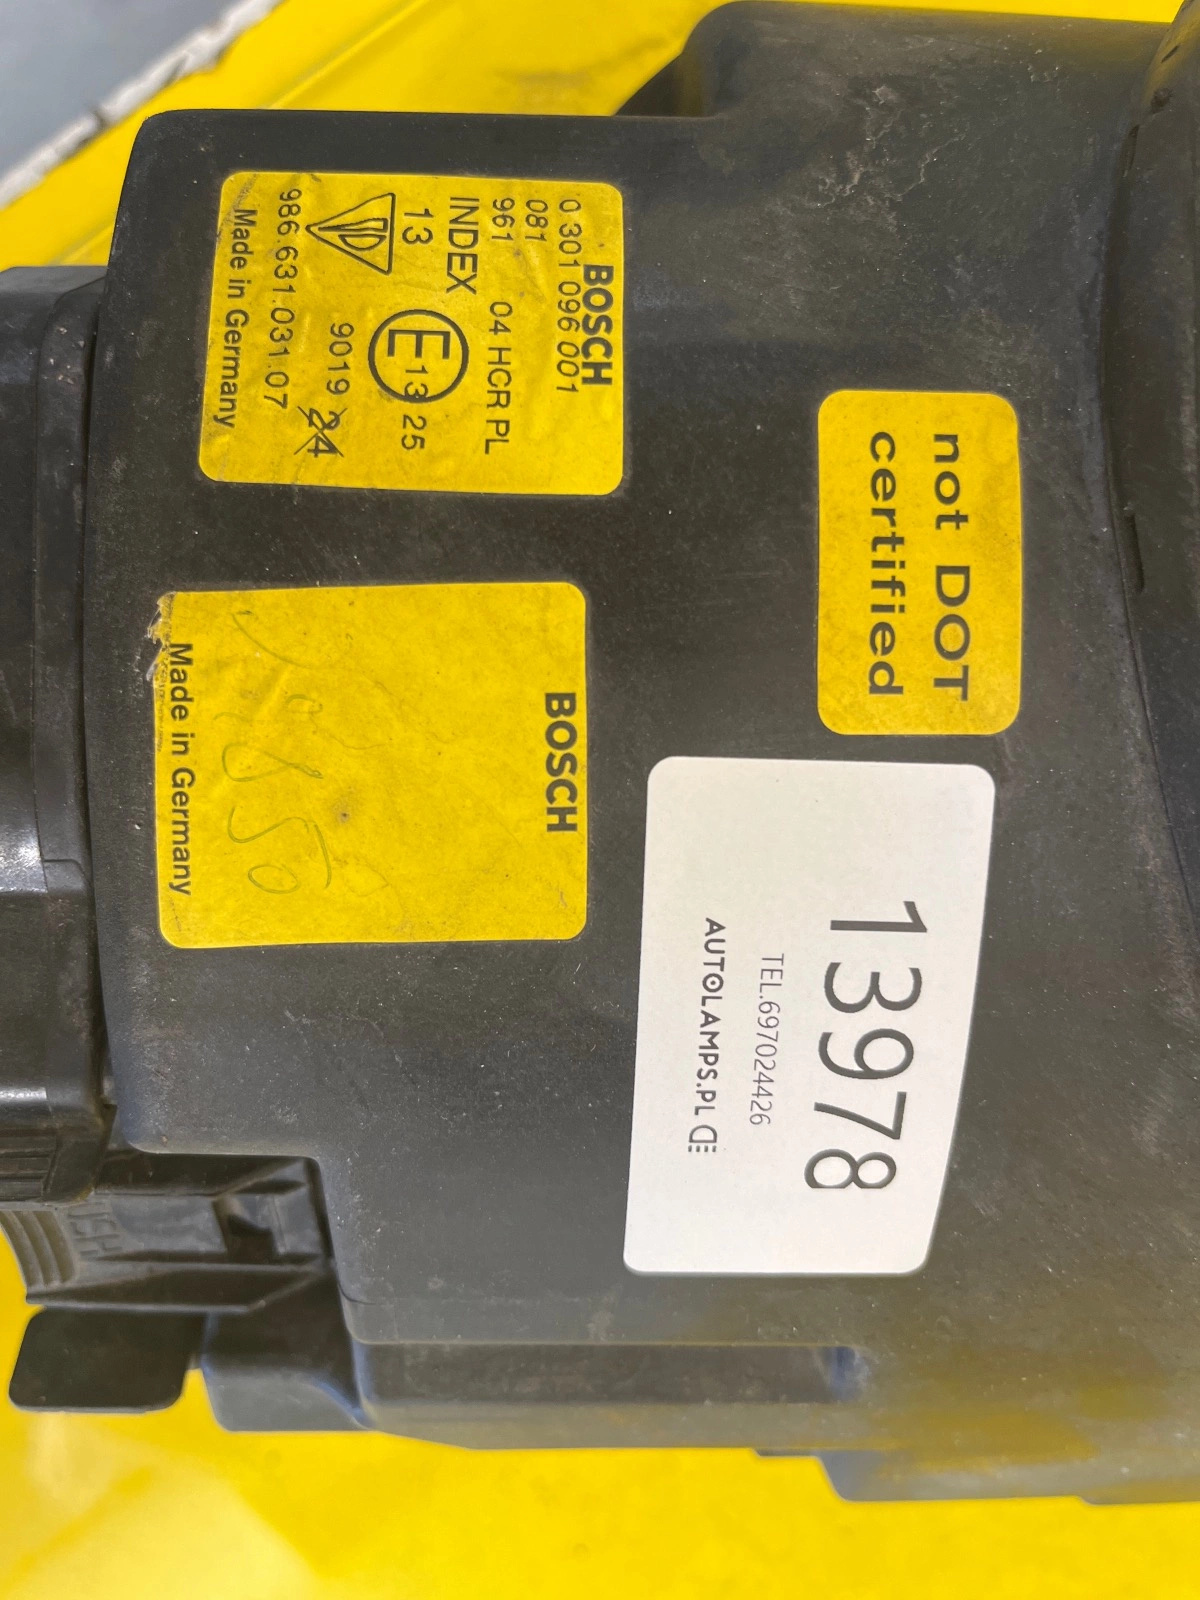 BOSCH
0 301 096 001
081
961 04 HCR PL
INDEX
13 E13 25
9019 24
986.631.031.07
Made in Germany
not DOT
certified
BOSCH
Made in Germany
13978
TEL.697024426
AUTOLAMPS.PL